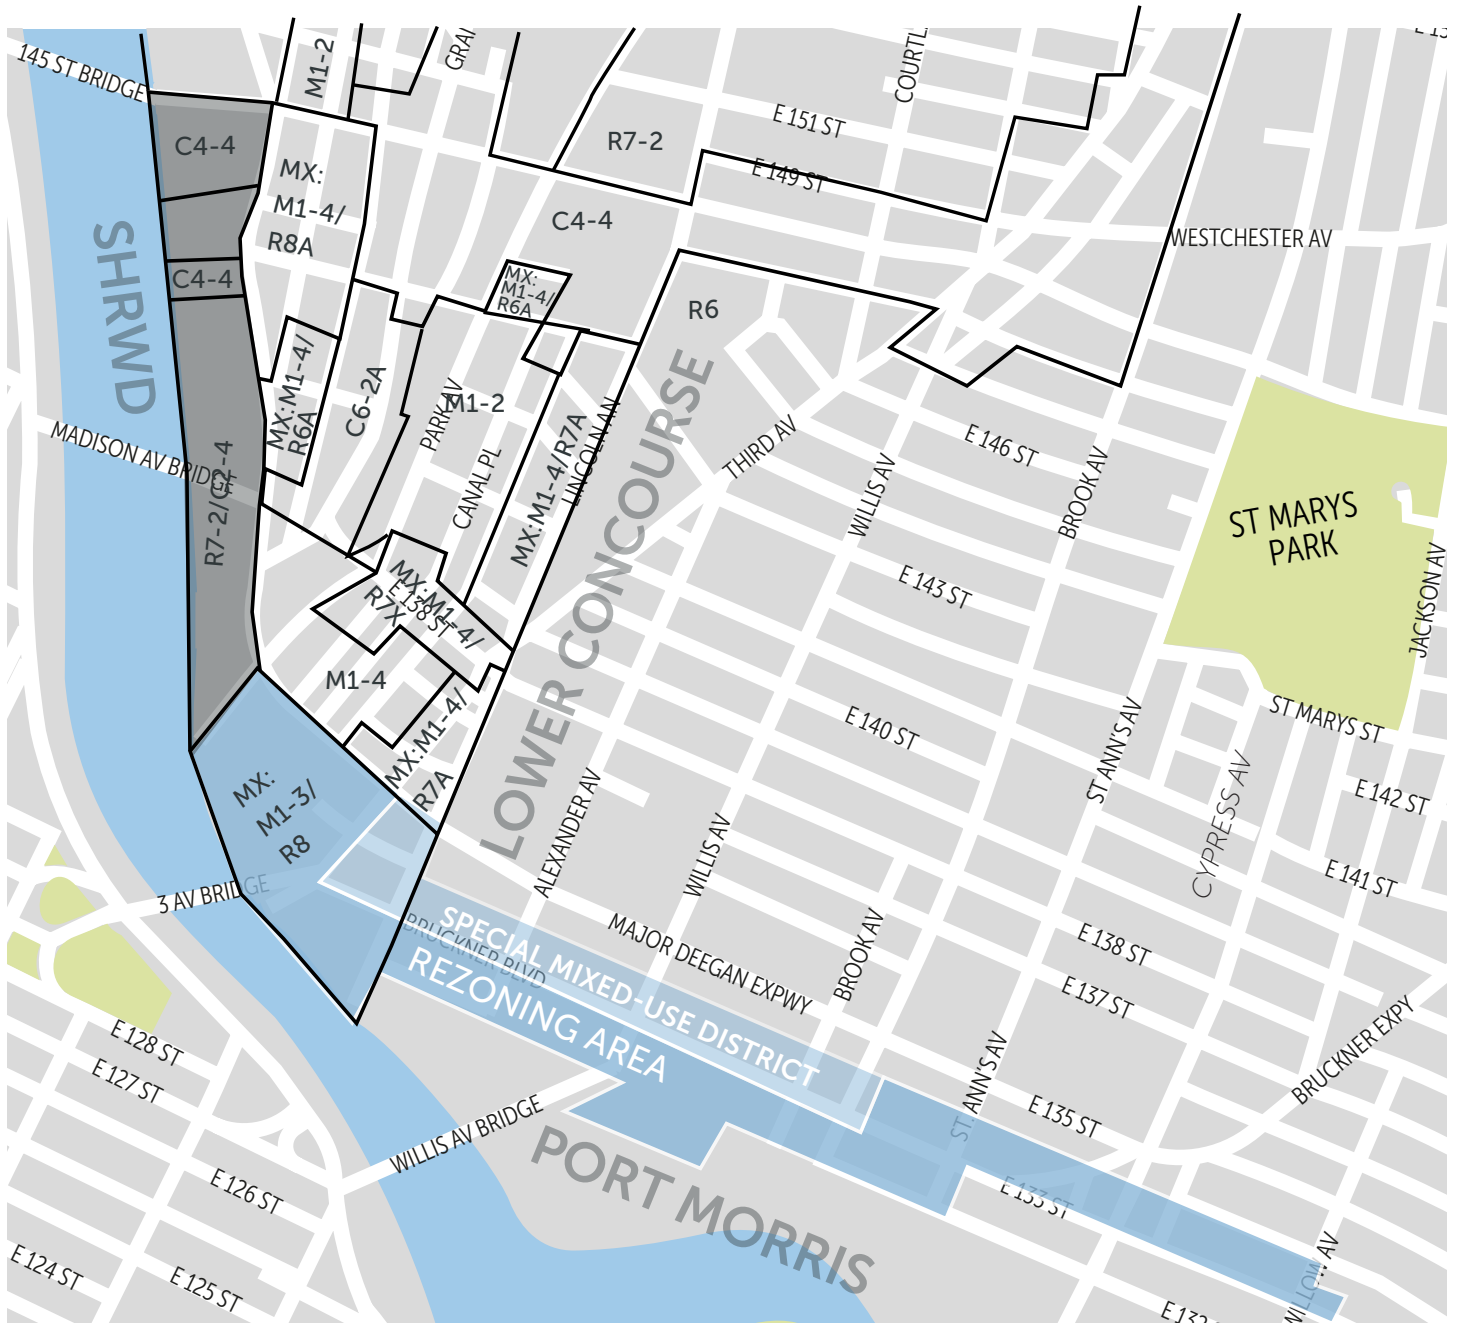 145 ST BRIDGE
M1-2
E 151 ST
R7-2
E 149 ST
C4-4
MX:
M1-4/
R8A
C4-4
WESTCHESTER AV
C4-4
MX:
M1-4/
R6A
R6
SHRWD
MX:M1-4/
R6A
C6-2A
PARK AV
M1-2
CANAL PL
MX:M1-4/R7A
LINCOLN AN
LOWER CONCOURSE
THIRD AV
WILLIS AV
E 146 ST
BROOK AV
ST MARYS
PARK
JACKSON AV
MADISON AV BRIDGE
R7-2/C2-4
E 143 ST
MX:M1-4/
R7X
E 138 ST
M1-4
MX:M1-4/
R7A
E 140 ST
ST ANN'S AV
ST MARYS ST
CYPRESS AV
E 142 ST
MX:
M1-3/
R8
ALEXANDER AV
WILLIS AV
E 141 ST
3 AV BRIDGE
BRUCKNER BLVD
SPECIAL MIXED-USE DISTRICT
REZONING AREA
MAJOR DEEGAN EXPWY
BROOK AV
E 138 ST
E 137 ST
BRUCKNER EXPY
E 128 ST
E 127 ST
ST. ANN'S AV
E 135 ST
WILLIS AV BRIDGE
E 126 ST
PORT MORRIS
E 133 ST
E 124 ST
E 125 ST
WILLOW AV